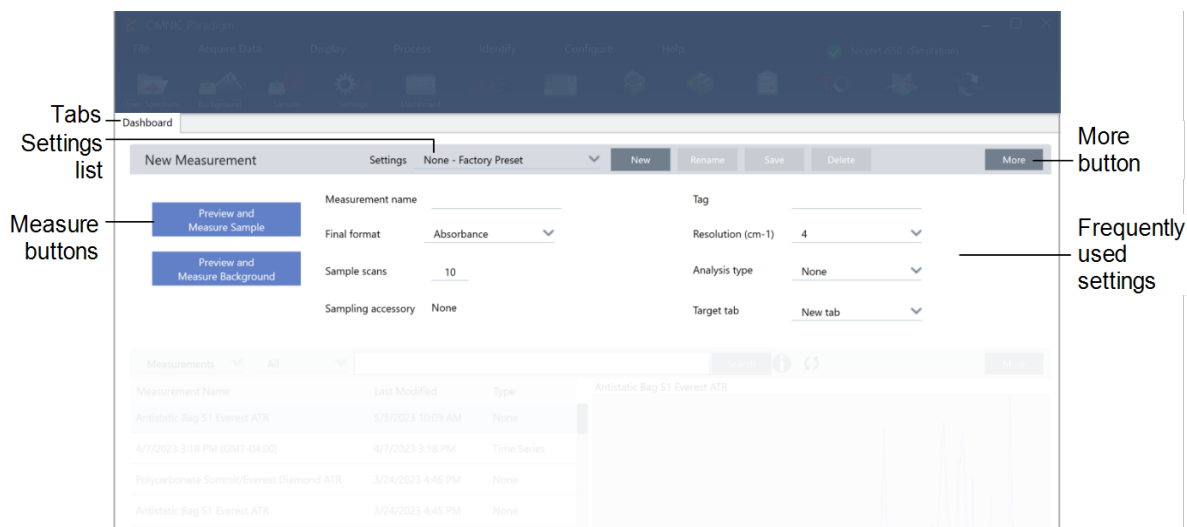 OMNIC Paradigm
File Acquire Data Display Process Identify Configure Help
Background
Tabs
Dashboard
Settings
list
New Measurement Settings None - Factory Preset New Rename Save Delete More
More
button
Measure
buttons
Preview and
Measure Sample
Preview and
Measure Background
Measurement name
Final format Absorbance
Sample scans 10
Sampling accessory None
Tag
Resolution (cm-1) 4
Analysis type None
Target tab New tab
Frequently
used
settings
Measurements All Search More
Measurement Name Last Modified Type
Antistatic Bag S1 Everest ATR 5/3/2023 10:09 AM None
4/7/2023 3:18 PM (GMT-04:00) 4/7/2023 3:18 PM Time Series
Polycarbonate Summit/Everest Diamond ATR 3/24/2023 4:46 PM None
Antistatic Bag S1 Everest ATR 3/24/2023 4:45 PM None
Antistatic Bag S1 Everest ATR